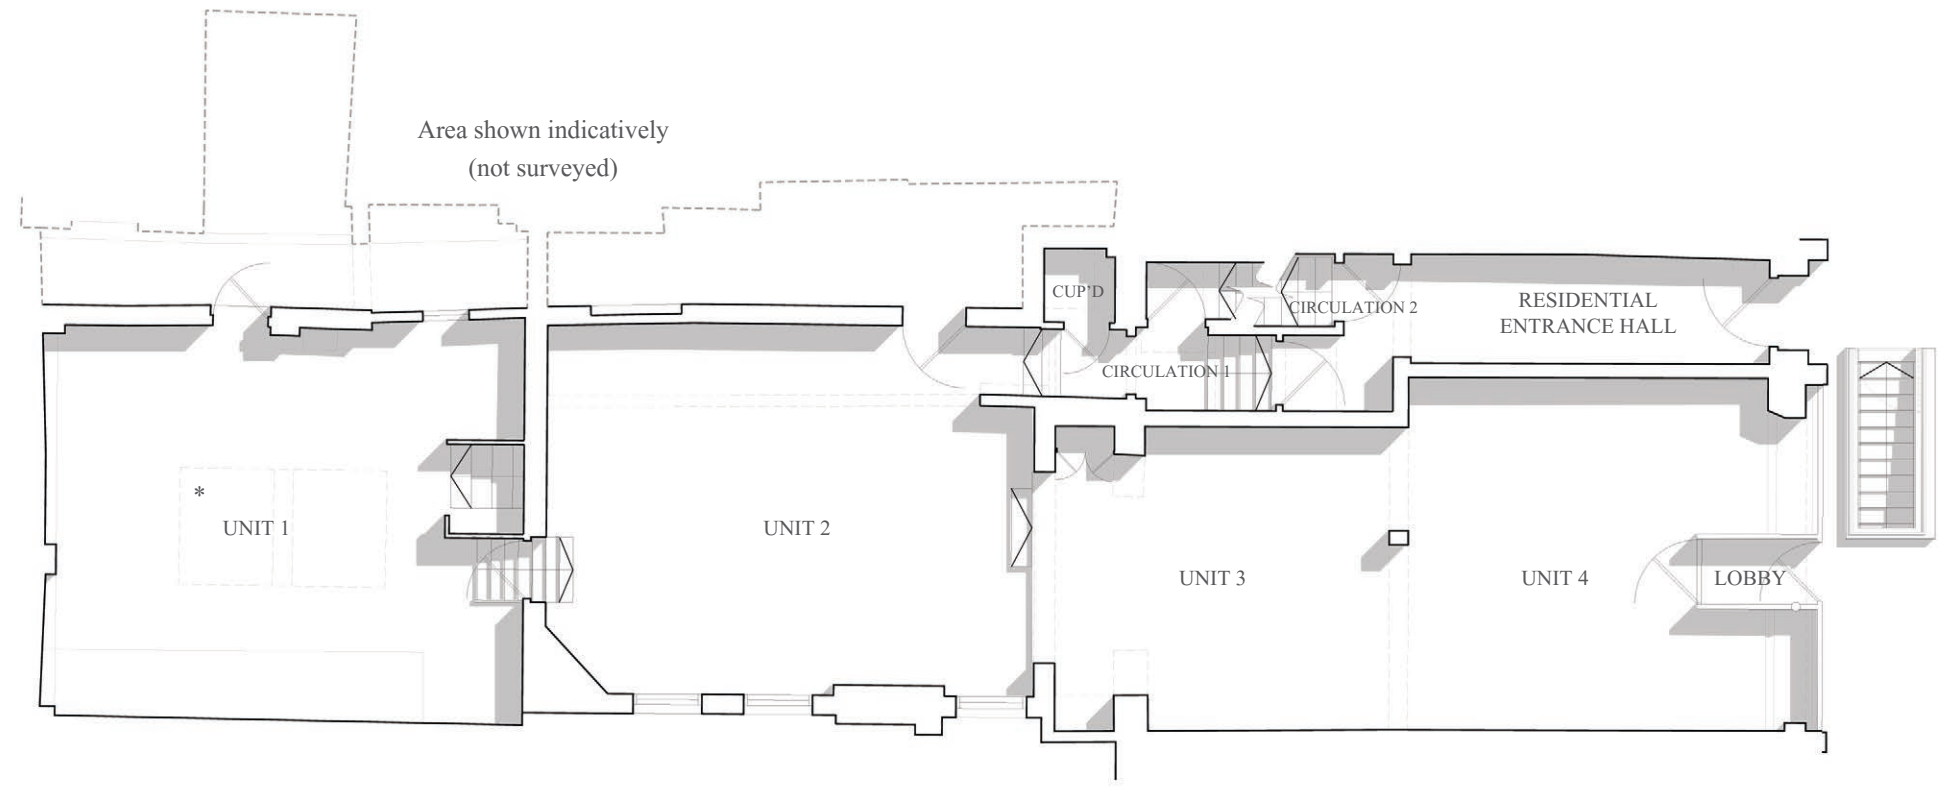 Area shown indicatively
(not surveyed)
CUP'D
CIRCULATION 2
RESIDENTIAL
ENTRANCE HALL
CIRCULATION 1
*
UNIT 1
UNIT 2
UNIT 3
UNIT 4
LOBBY